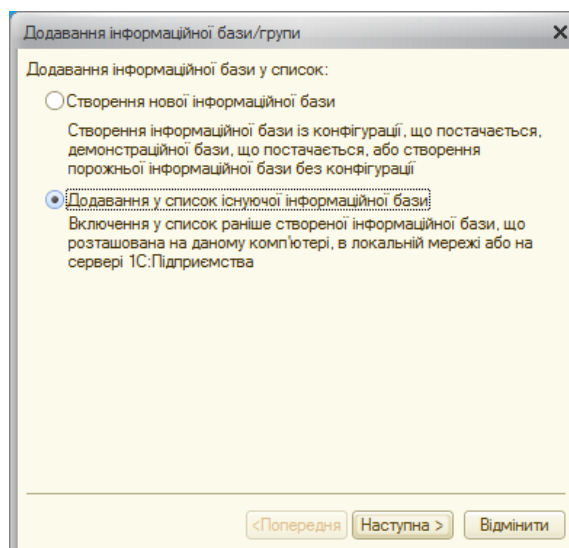 Додавання інформаційної бази/групи
Додавання інформаційної бази у список:
Створення нової інформаційної бази
Створення інформаційної бази із конфігурації, що постачається,
демонстраційної бази, що постачається, або створення
порожньої інформаційної бази без конфігурації
Додавання у список існуючої інформаційної бази
Включення у список раніше створеної інформаційної бази, що
розташована на даному комп'ютері, в локальній мережі або на
сервері 1С:Підприємства
<Попередня Наступна > Відмінити